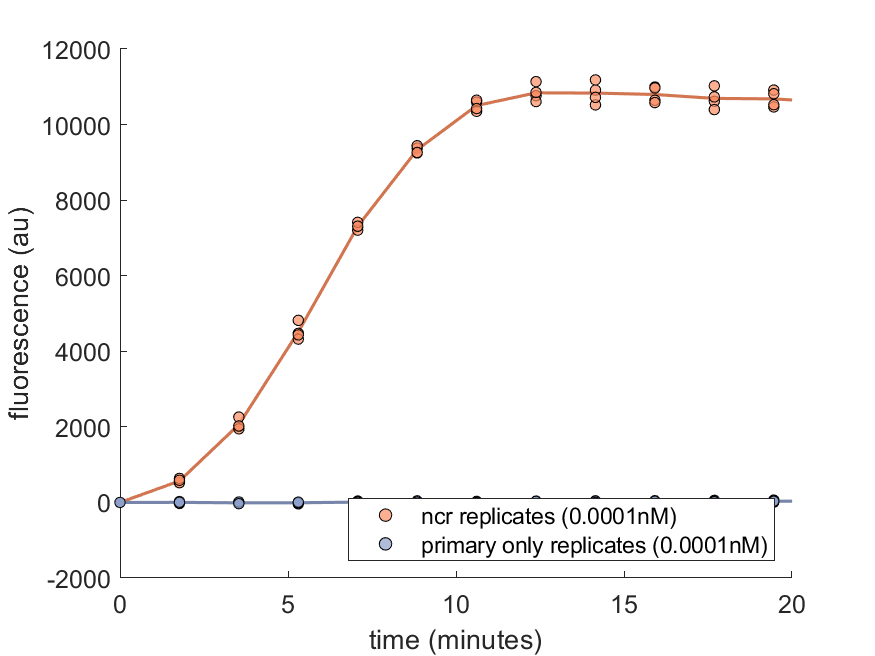 12000
10000
8000
6000
4000
2000
0
-2000
fluorescence (au)
ncr replicates (0.0001nM)
primary only replicates (0.0001nM)
0 5 10 15 20
time (minutes)